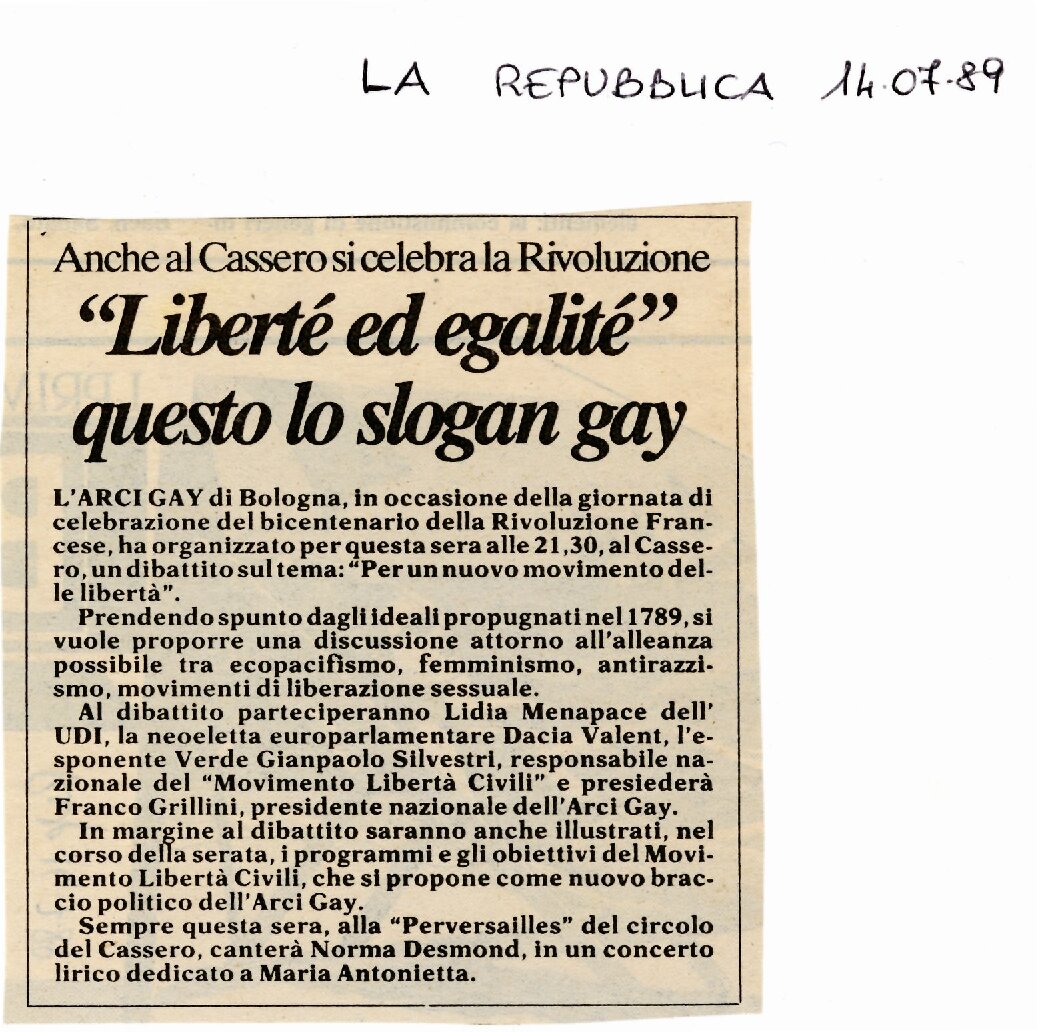 LA REPUBBLICA 14.07.89
Anche al Cassero si celebra la Rivoluzione
“Liberté ed egalité”
questo lo slogan gay
L'ARCI GAY di Bologna, in occasione della giornata di
celebrazione del bicentenario della Rivoluzione Fran-
cese, ha organizzato per questa sera alle 21,30, al Casse-
ro, un dibattito sul tema: “Per un nuovo movimento del-
le libertà”.
Prendendo spunto dagli ideali propugnati nel 1789, si
vuole proporre una discussione attorno all'alleanza
possibile tra ecopacifismo, femminismo, antirazzi-
smo, movimenti di liberazione sessuale.
Al dibattito parteciperanno Lidia Menapace dell'
UDI, la neoeletta europarlamentare Dacia Valent, l'e-
sponente Verde Gianpaolo Silvestri, responsabile na-
zionale del “Movimento Libertà Civili” e presiederà
Franco Grillini, presidente nazionale dell'Arci Gay.
In margine al dibattito saranno anche illustrati, nel
corso della serata, i programmi e gli obiettivi del Movi-
mento Libertà Civili, che si propone come nuovo brac-
cio politico dell'Arci Gay.
Sempre questa sera, alla “Perversailles” del circolo
del Cassero, canterà Norma Desmond, in un concerto
lirico dedicato a Maria Antonietta.